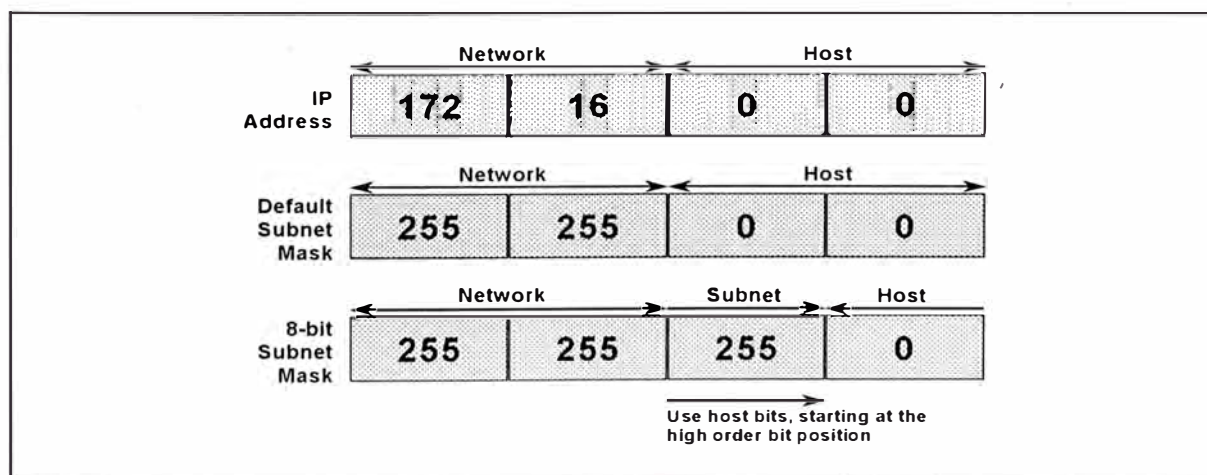 Network Host
IP
Address
172 16 0 0
Network Host
Default
Subnet
Mask
255 255 0 0
Network Subnet Host
8-bit
Subnet
Mask
255 255 255 0
Use host bits, starting at the
high order bit position